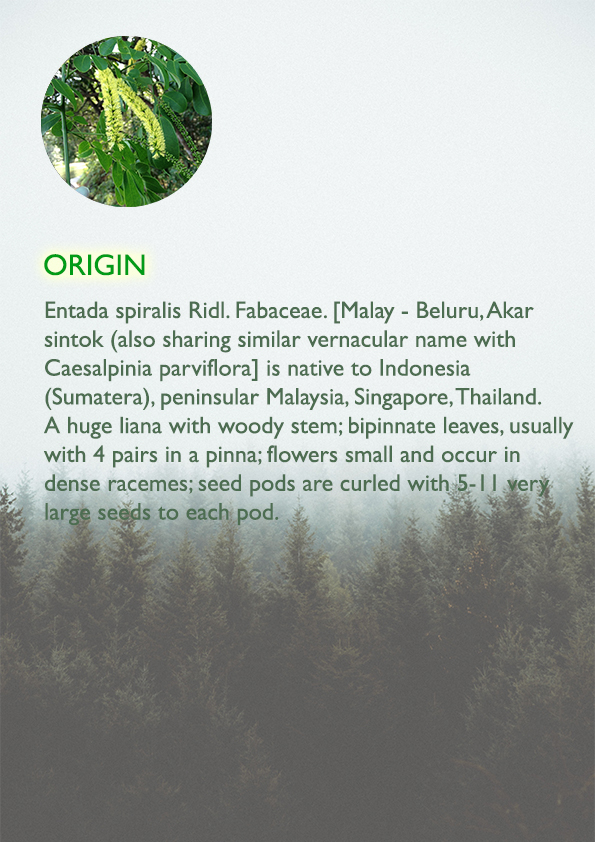 ORIGIN
Entada spiralis Ridl. Fabaceae. [Malay - Beluru, Akar
sintok (also sharing similar vernacular name with
Caesalpinia parviflora] is native to Indonesia
(Sumatera), peninsular Malaysia, Singapore, Thailand.
A huge liana with woody stem; bipinnate leaves, usually
with 4 pairs in a pinna; flowers small and occur in
dense racemes; seed pods are curled with 5-11 very
large seeds to each pod.